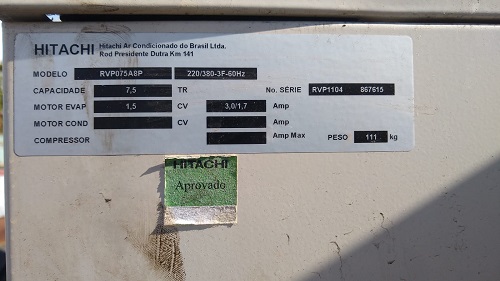 HITACHI Hitachi Ar Condicionado do Brasil Ltda.
Rod Presidente Dutra Km 141
MODELO RVP075A8P 220/380-3F-60Hz
CAPACIDADE 7,5 TR No. SÉRIE RVP1104 867615
MOTOR EVAP 1,5 CV 3,0/1,7 Amp
MOTOR COND CV Amp
COMPRESSOR Amp Max PESO 111 kg
HITACHI
Aprovado